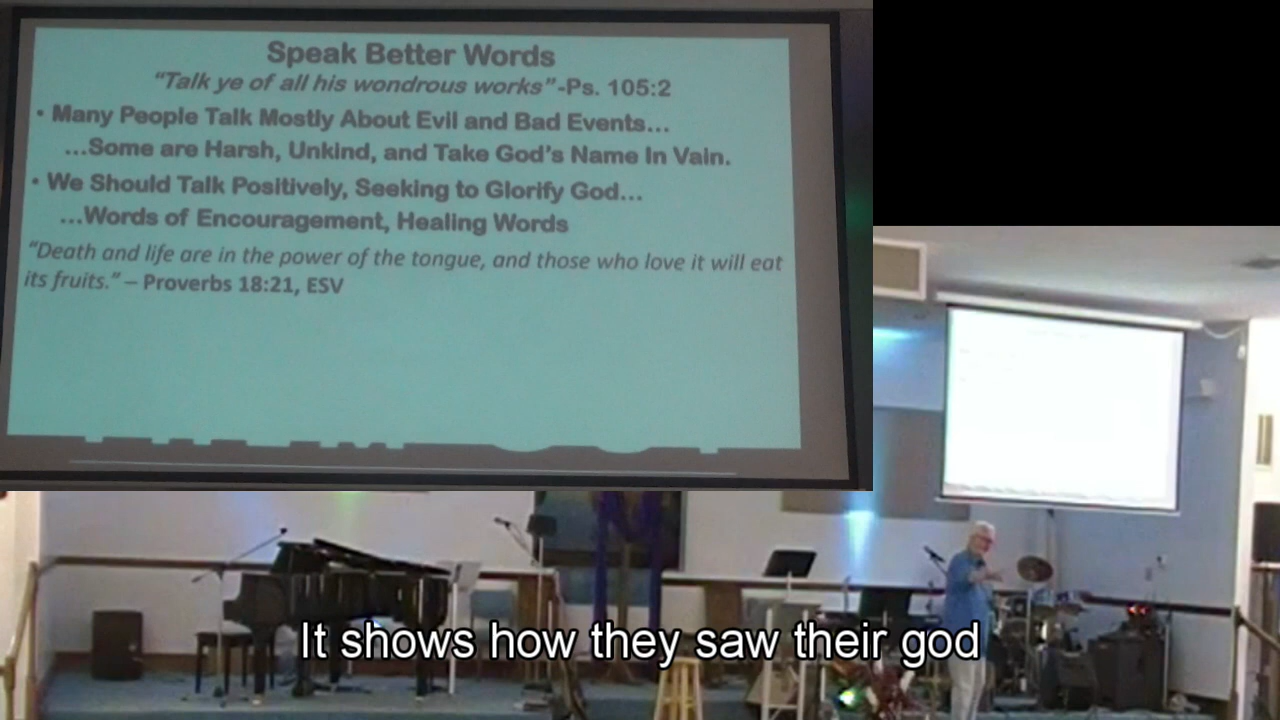 Speak Better Words
“Talk ye of all his wondrous works”-Ps. 105:2
• Many People Talk Mostly About Evil and Bad Events...
...Some are Harsh, Unkind, and Take God's Name In Vain.
• We Should Talk Positively, Seeking to Glorify God...
...Words of Encouragement, Healing Words
“Death and life are in the power of the tongue, and those who love it will eat
its fruits.” – Proverbs 18:21, ESV
It shows how they saw their god